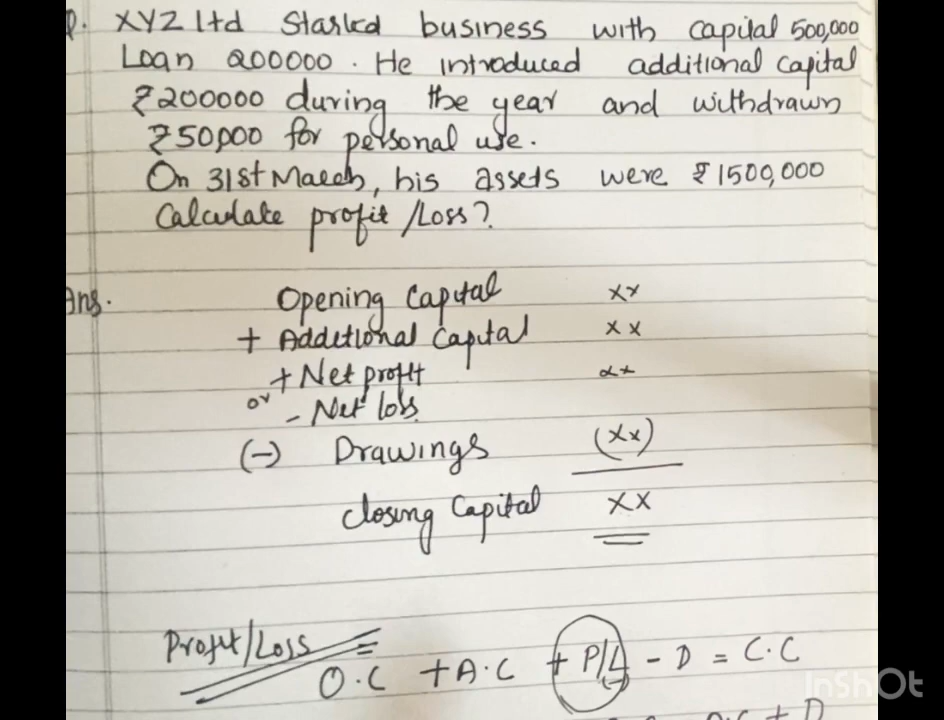 Q. XYZ ltd Started business with capital 500,000
Loan 200000. He introduced additional capital
₹200000 during the year and withdrawn
₹50,000 for personal use.
On 31st March, his assets were ₹1500,000
Calculate profit /Loss?
Ans.
Opening Capital xx
+ Additional Capital xx
+ Net profit xx
or - Net loss
(-) Drawings (xx)
Closing Capital xx
Profit/Loss =
O.C + A.C + P/L - D = C.C
InShOt